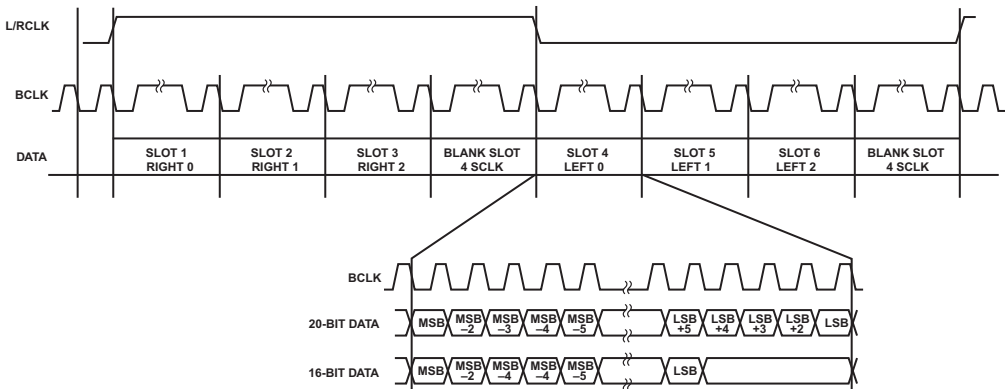 L/RCLK
BCLK
DATA
SLOT 1
RIGHT 0
SLOT 2
RIGHT 1
SLOT 3
RIGHT 2
BLANK SLOT
4 SCLK
SLOT 4
LEFT 0
SLOT 5
LEFT 1
SLOT 6
LEFT 2
BLANK SLOT
4 SCLK
BCLK
20-BIT DATA
MSB
MSB
–2
MSB
–3
MSB
–4
MSB
–5
LSB
+5
LSB
+4
LSB
+3
LSB
+2
LSB
16-BIT DATA
MSB
MSB
–2
MSB
–4
MSB
–4
MSB
–5
LSB